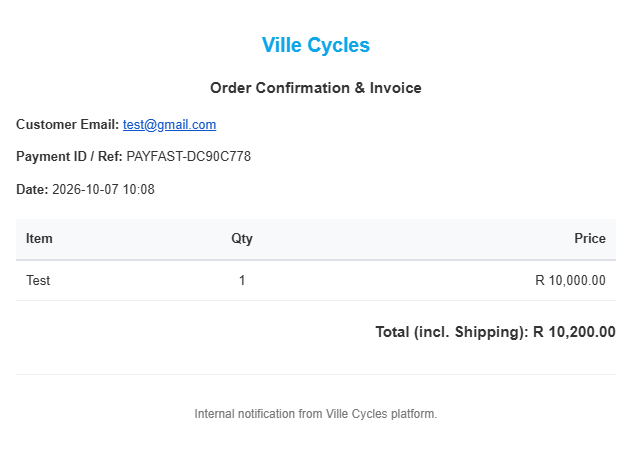 Ville Cycles
Order Confirmation & Invoice
Customer Email: test@gmail.com
Payment ID / Ref: PAYFAST-DC90C778
Date: 2026-10-07 10:08
Item Qty Price
Test 1 R 10,000.00
Total (incl. Shipping): R 10,200.00
Internal notification from Ville Cycles platform.